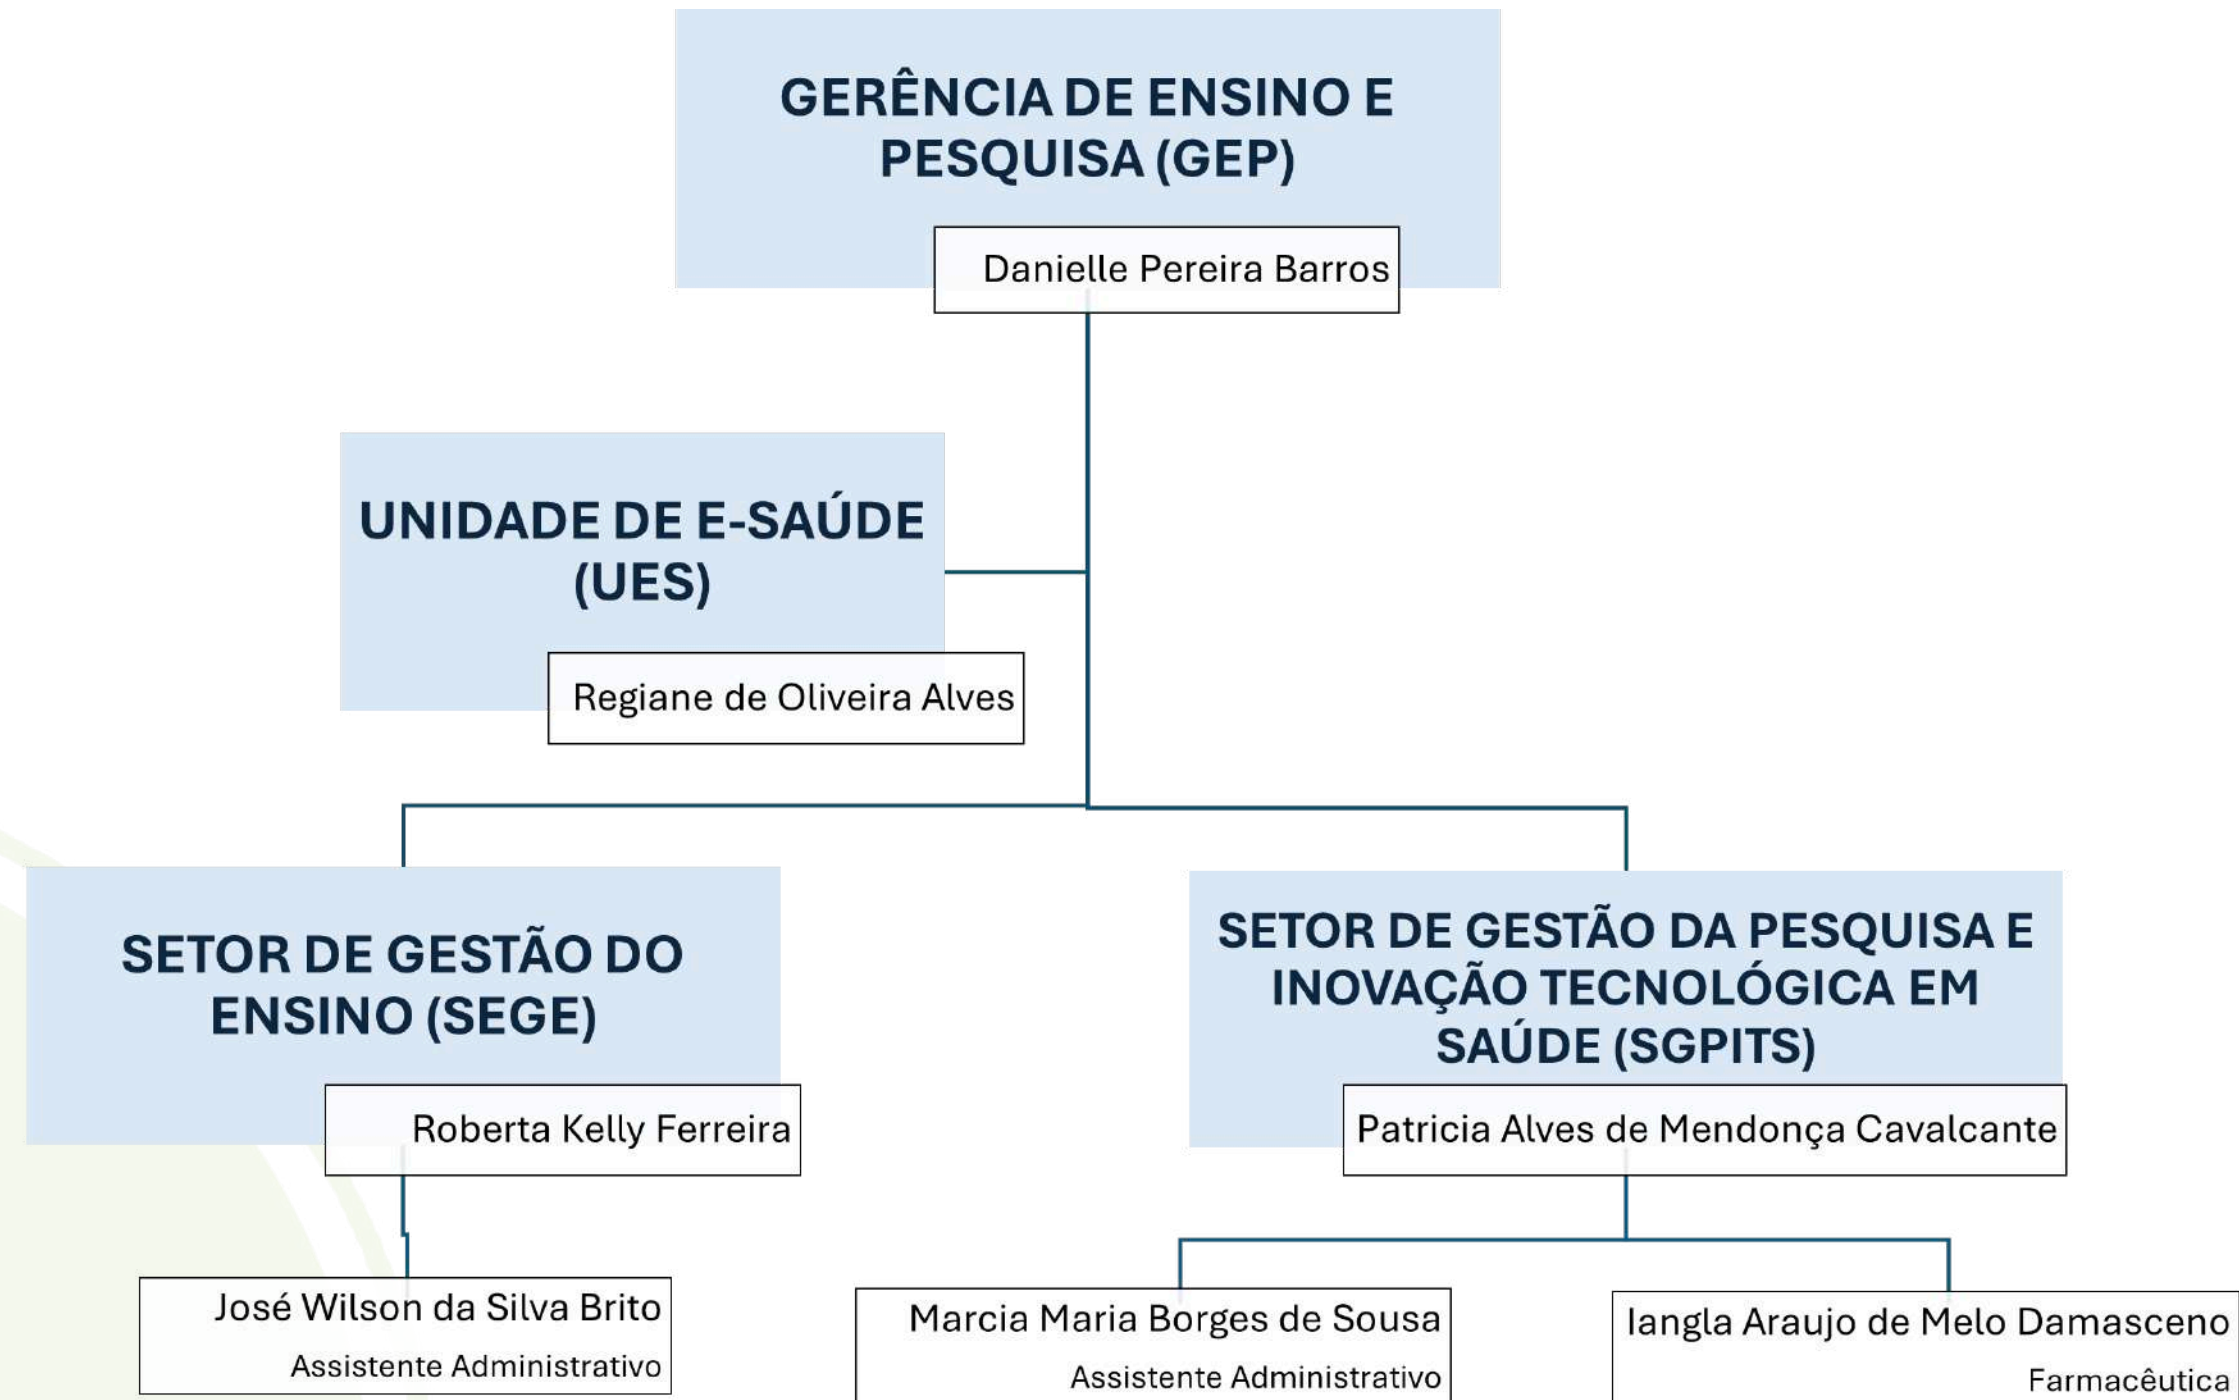 GERÊNCIA DE ENSINO E
PESQUISA (GEP)
Danielle Pereira Barros
UNIDADE DE E-SAÚDE
(UES)
Regiane de Oliveira Alves
SETOR DE GESTÃO DO
ENSINO (SEGE)
Roberta Kelly Ferreira
José Wilson da Silva Brito
Assistente Administrativo
SETOR DE GESTÃO DA PESQUISA E
INOVAÇÃO TECNOLÓGICA EM
SAÚDE (SGPITS)
Patricia Alves de Mendonça Cavalcante
Marcia Maria Borges de Sousa
Assistente Administrativo
Iangla Araujo de Melo Damasceno
Farmacêutica